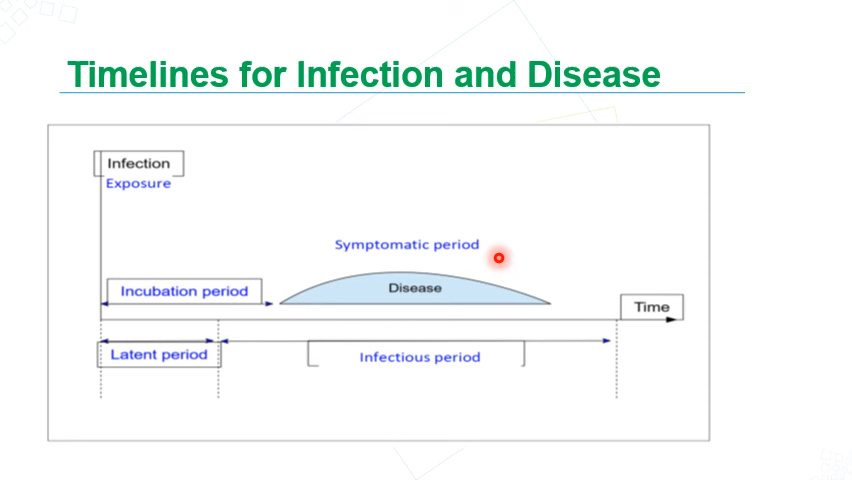 Timelines for Infection and Disease
Infection
Exposure
Symptomatic period
Incubation period
Disease
Time
Latent period
Infectious period